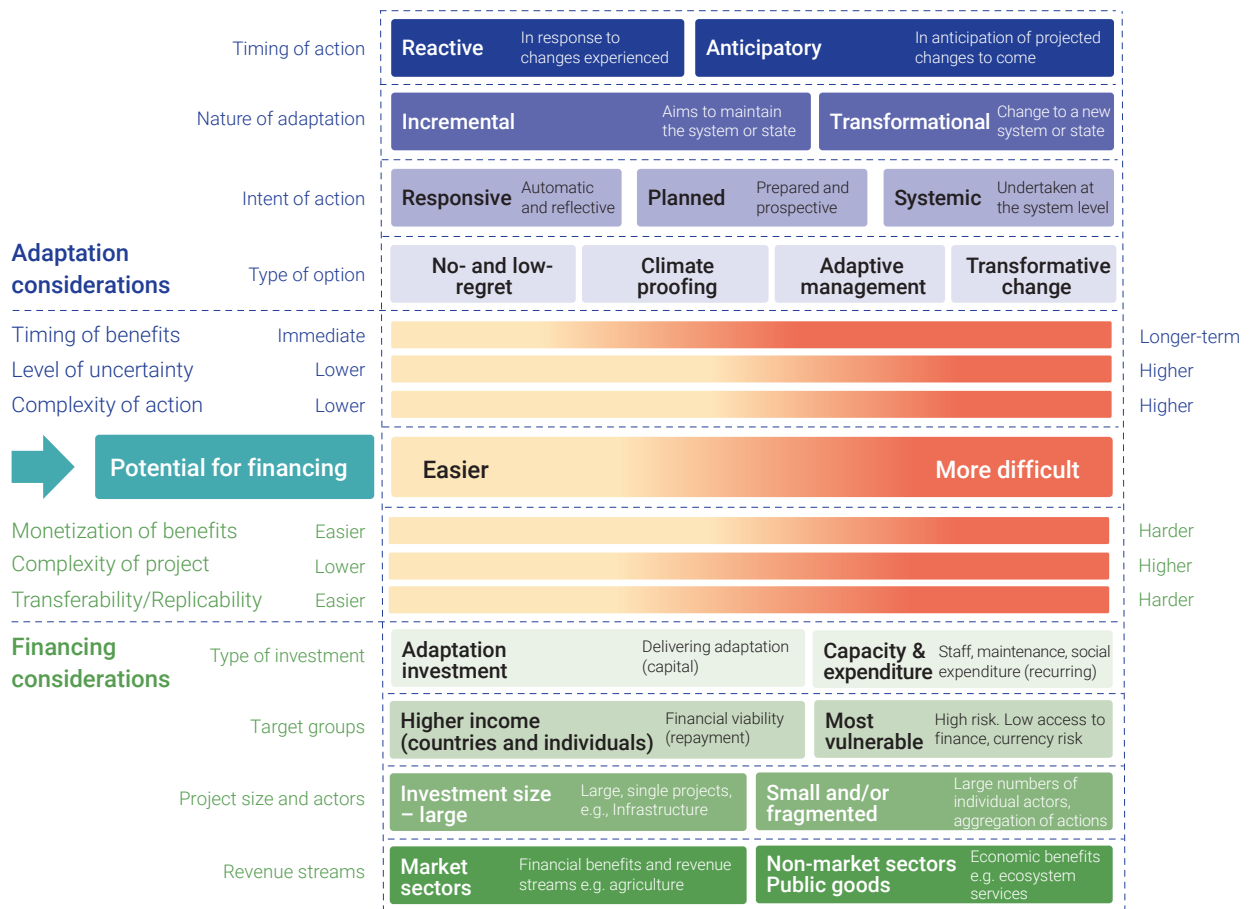 Timing of action
Reactive
In response to
changes experienced
Anticipatory
In anticipation of projected
changes to come
Nature of adaptation
Incremental
Aims to maintain
the system or state
Transformational
Change to a new
system or state
Intent of action
Responsive
Automatic
and reflective
Planned
Prepared and
prospective
Systemic
Undertaken at
the system level
Adaptation
considerations
Type of option
No- and low-
regret
Climate
proofing
Adaptive
management
Transformative
change
Timing of benefits
Immediate
Longer-term
Level of uncertainty
Lower
Higher
Complexity of action
Lower
Higher
Potential for financing
Easier
More difficult
Monetization of benefits
Easier
Harder
Complexity of project
Lower
Higher
Transferability/Replicability
Easier
Harder
Financing
considerations
Type of investment
Adaptation
investment
Delivering adaptation
(capital)
Capacity &
expenditure
Staff, maintenance, social
expenditure (recurring)
Target groups
Higher income
(countries and individuals)
Financial viability
(repayment)
Most
vulnerable
High risk. Low access to
finance, currency risk
Project size and actors
Investment size
– large
Large, single projects,
e.g., Infrastructure
Small and/or
fragmented
Large numbers of
individual actors,
aggregation of actions
Revenue streams
Market
sectors
Financial benefits and revenue
streams e.g. agriculture
Non-market sectors
Public goods
Economic benefits
e.g. ecosystem
services